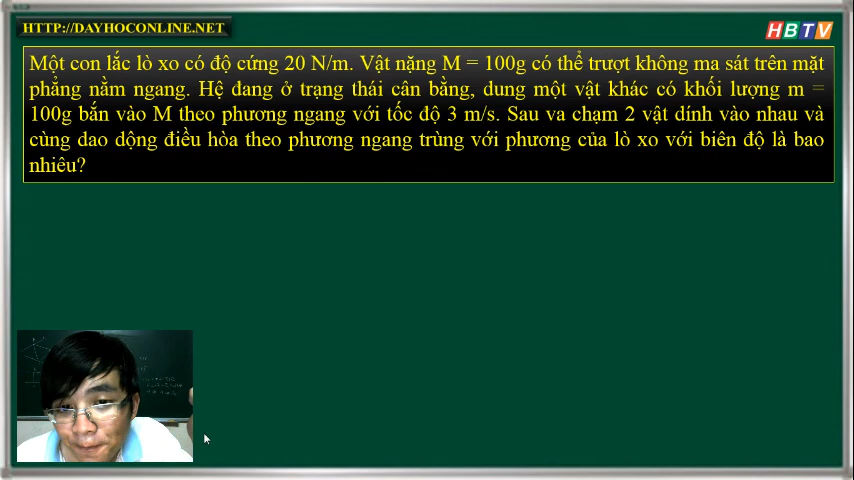 HTTP://DAYHOCONLINE.NET
HBTV
Một con lắc lò xo có độ cứng 20 N/m. Vật nặng M = 100g có thể trượt không ma sát trên mặt
phẳng nằm ngang. Hệ đang ở trạng thái cân bằng, dung một vật khác có khối lượng m =
100g bắn vào M theo phương ngang với tốc độ 3 m/s. Sau va chạm 2 vật dính vào nhau và
cùng dao dộng điều hòa theo phương ngang trùng với phương của lò xo với biên độ là bao
nhiêu?